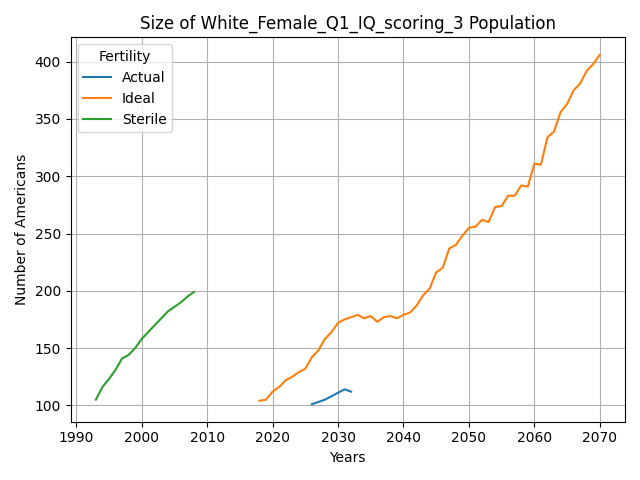 Size of White_Female_Q1_IQ_scoring_3 Population
Fertility
Actual
Ideal
Sterile
Number of Americans
400
350
300
250
200
150
100
1990 2000 2010 2020 2030 2040 2050 2060 2070
Years